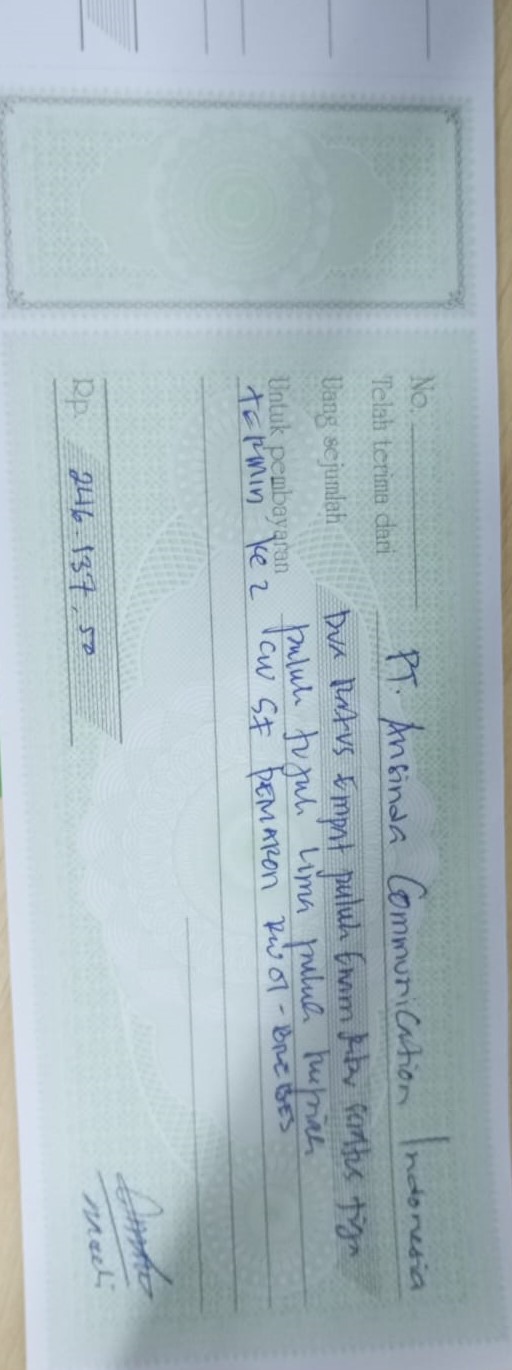 No.
Telah terima dari PT. Ansinda Communication Indonesia
Uang sejumlah Dua Ratus Empat puluh Enam Ribu seratus tiga
puluh tujuh Lima puluh rupiah
Untuk pembayaran
TERMIN ke 2 CW SF PEMARON RW 01 - BREBES
Rp. 246.137,50